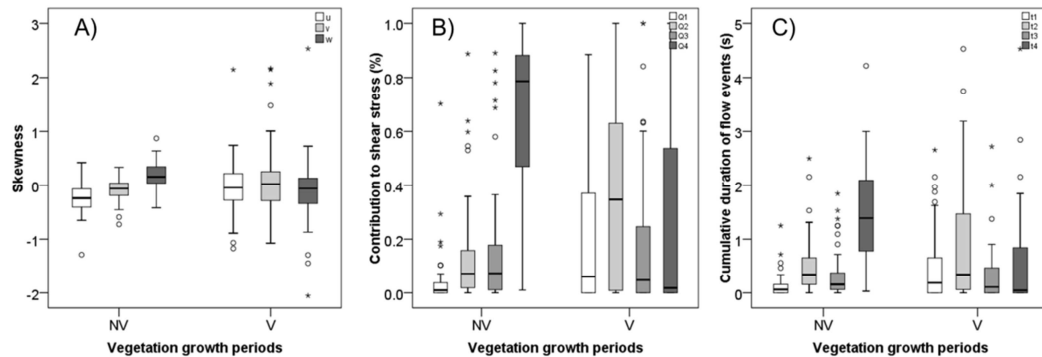 A)
u
v
w
Skewness
3
2
1
0
-1
-2
NV
V
Vegetation growth periods
B)
Q1
Q2
Q3
Q4
Contribution to shear stress (%)
1.0
0.8
0.6
0.4
0.2
0.0
NV
V
Vegetation growth periods
C)
t1
t2
t3
t4
Cumulative duration of flow events (s)
5
4
3
2
1
0
NV
V
Vegetation growth periods